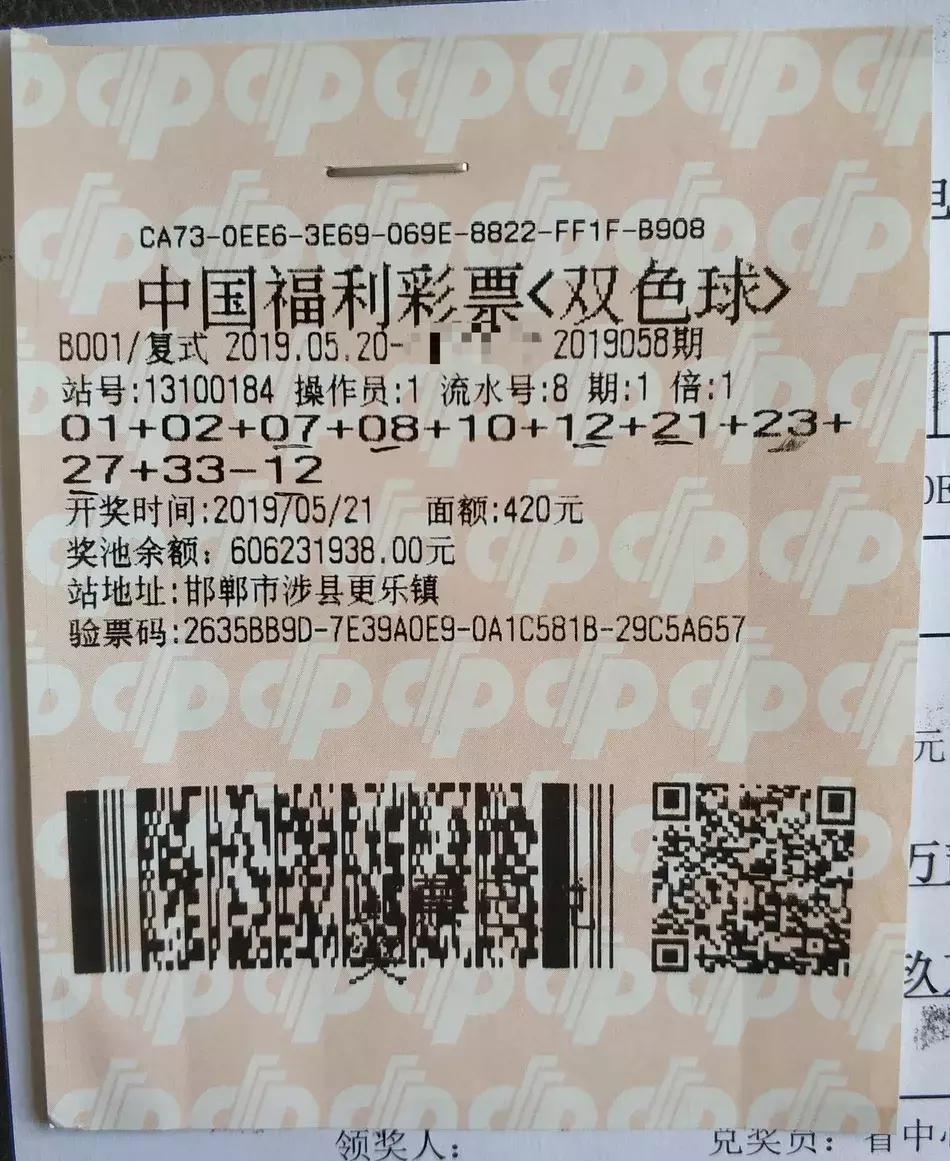 CA73-0EE6-3E69-069E-8822-FF1F-B908
中国福利彩票<双色球>
B001/复式 2019.05.20- 2019058期
站号:13100184 操作员:1 流水号:8 期:1 倍:1
01+02+07+08+10+12+21+23+
27+33-12
开奖时间:2019/05/21 面额:420元
奖池余额：606231938.00元
站地址:邯郸市涉县更乐镇
验票码:2635BB9D-7E39A0E9-0A1C581B-29C5A657
元
万
玖
领奖人： 兑奖员：省中